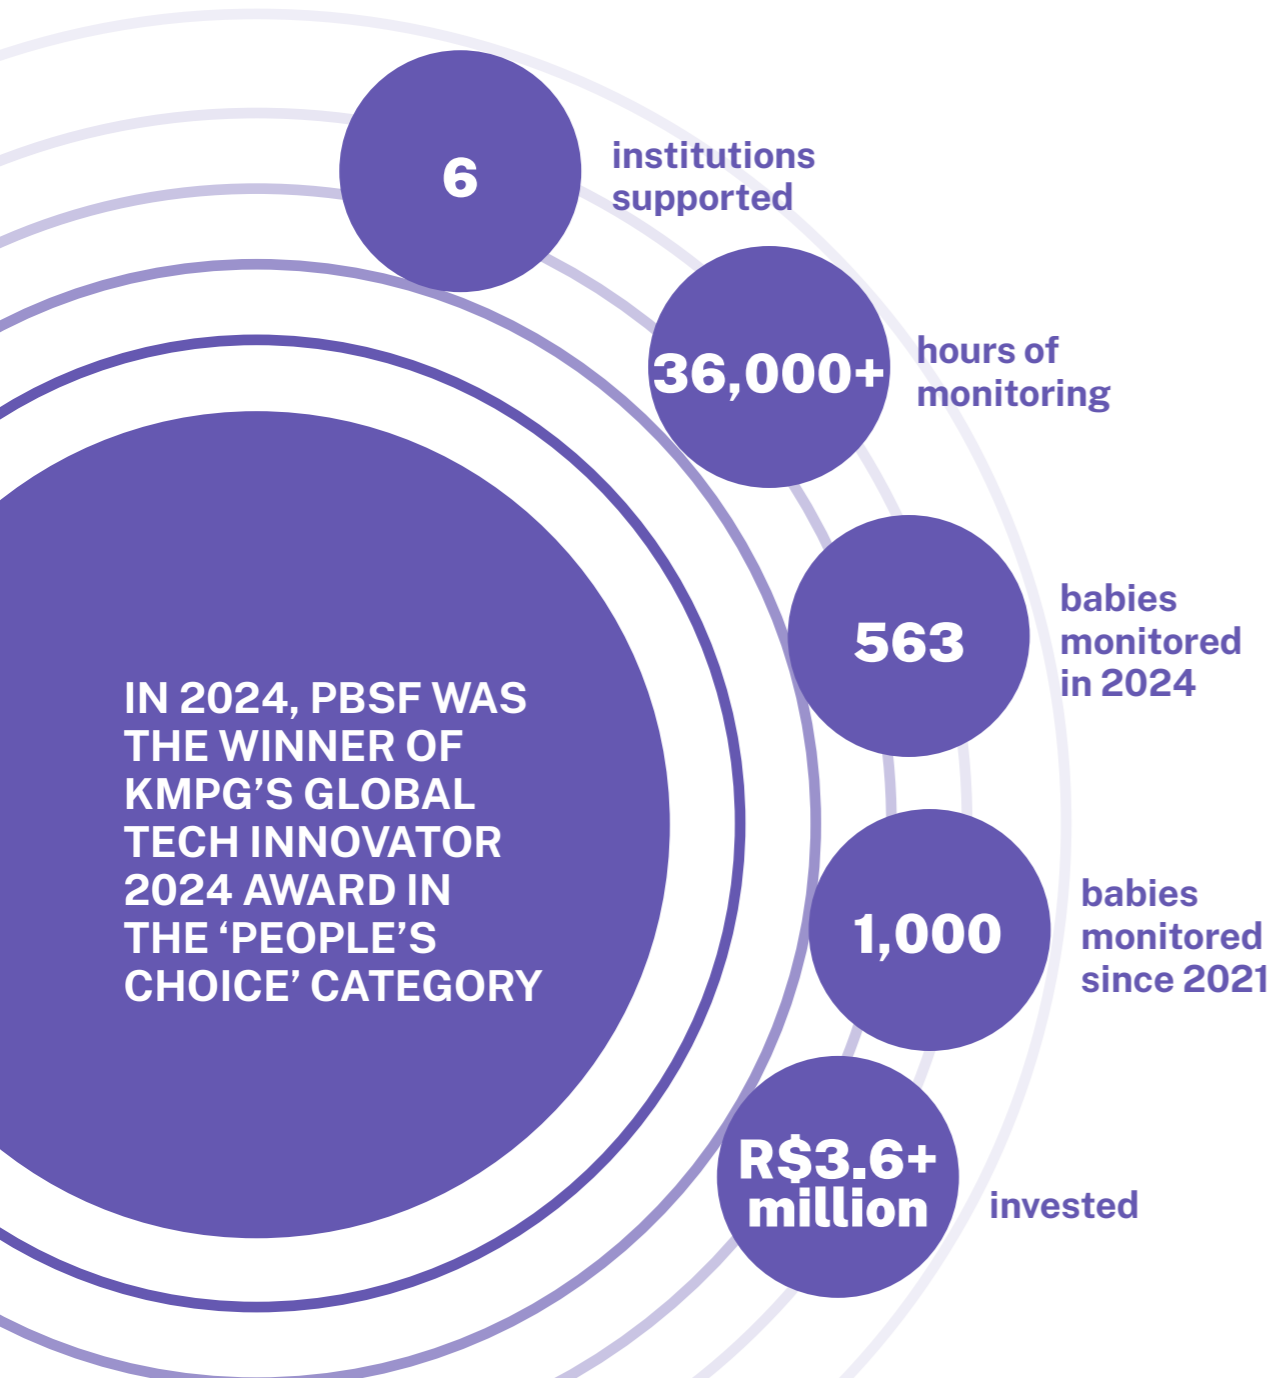 6
institutions
supported
36,000+
hours of
monitoring
563
babies
monitored
in 2024
IN 2024, PBSF WAS
THE WINNER OF
KMPG’S GLOBAL
TECH INNOVATOR
2024 AWARD IN
THE ‘PEOPLE’S
CHOICE’ CATEGORY
1,000
babies
monitored
since 2021
R$3.6+
million
invested